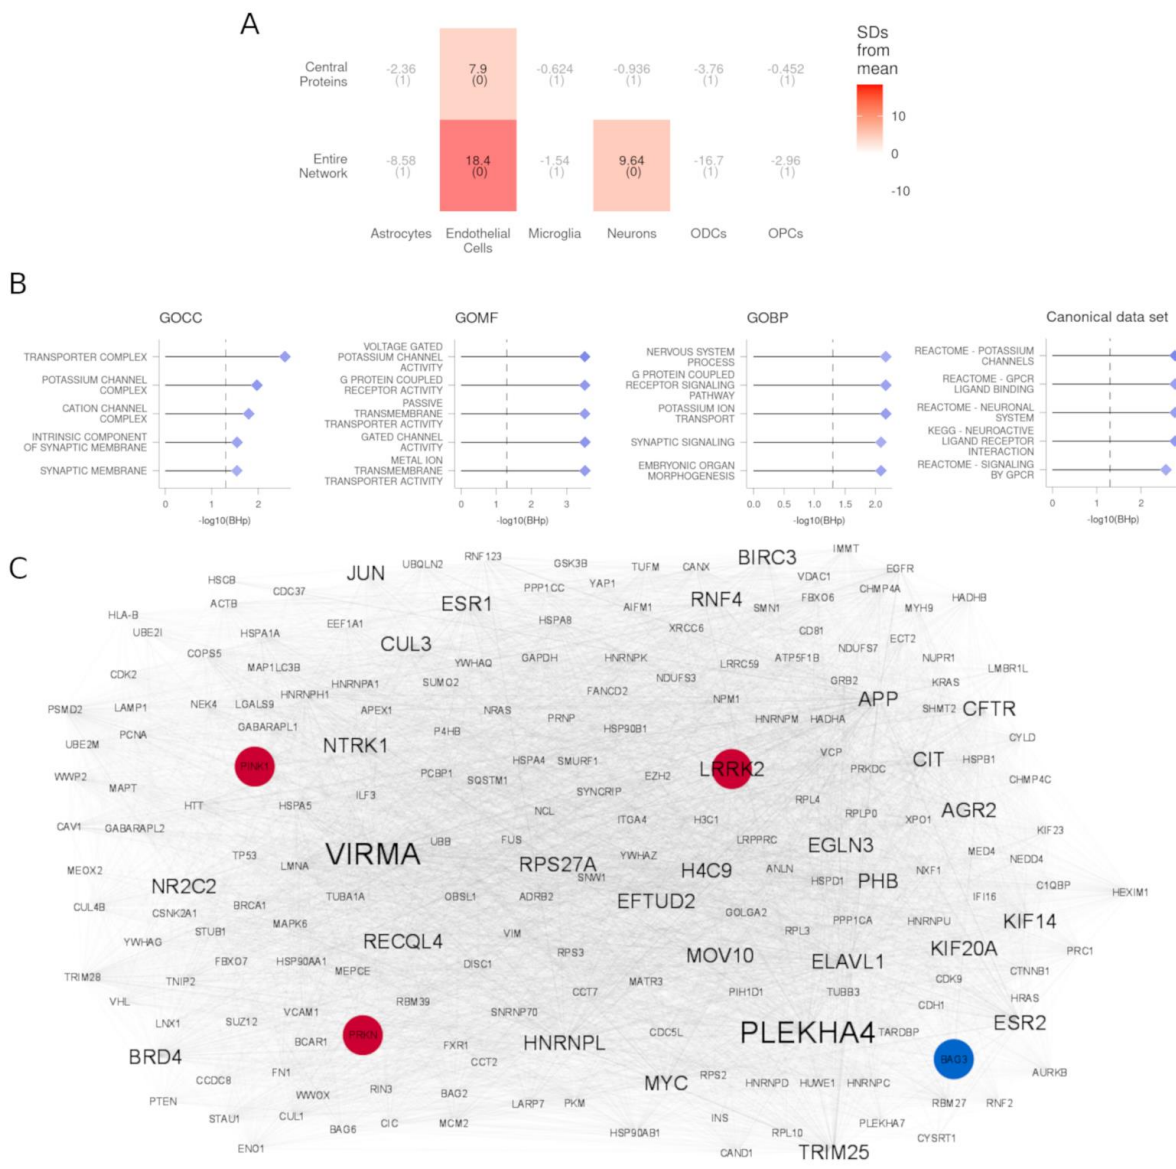 A
SDs
from
mean
10
0
-10
Central
Proteins
-2.36
(1)
7.9
(0)
-0.624
(1)
-0.936
(1)
-3.76
(1)
-0.452
(1)
Entire
Network
-8.58
(1)
18.4
(0)
-1.54
(1)
9.64
(0)
-16.7
(1)
-2.96
(1)
Astrocytes
Endothelial
Cells
Microglia
Neurons
ODCs
OPCs
B
GOCC
TRANSPORTER COMPLEX
POTASSIUM CHANNEL
COMPLEX
CATION CHANNEL
COMPLEX
INTRINSIC COMPONENT
OF SYNAPTIC MEMBRANE
SYNAPTIC MEMBRANE
0 1 2
-log10(BHp)
GOMF
VOLTAGE GATED
POTASSIUM CHANNEL
ACTIVITY
G PROTEIN COUPLED
RECEPTOR ACTIVITY
PASSIVE
TRANSMEMBRANE
TRANSPORTER ACTIVITY
GATED CHANNEL
ACTIVITY
METAL ION
TRANSMEMBRANE
TRANSPORTER ACTIVITY
0 1 2 3
-log10(BHp)
GOBP
NERVOUS SYSTEM
PROCESS
G PROTEIN COUPLED
RECEPTOR SIGNALING
PATHWAY
POTASSIUM ION
TRANSPORT
SYNAPTIC SIGNALING
EMBRYONIC ORGAN
MORPHOGENESIS
0.0 0.5 1.0 1.5 2.0
-log10(BHp)
Canonical data set
REACTOME - POTASSIUM
CHANNELS
REACTOME - GPCR
LIGAND BINDING
REACTOME - NEURONAL
SYSTEM
KEGG - NEUROACTIVE
LIGAND RECEPTOR
INTERACTION
REACTOME - SIGNALING
BY GPCR
0 1 2
-log10(BHp)
C
JUN UBQLN2 RNF123 GSK3B TUFM CANX BIRC3 IMMT
HSCB CDC37 PPP1CC YAP1 VDAC1 CHMP4A EGFR
HLA-B ACTB ESR1 AIFM1 RNF4 SMN1 FBXO6 MYH9 HADHB
UBE2I HSPA1A EEF1A1 HSPA8 XRCC6 CD81 ECT2
COPS5 CUL3 YWHAQ GAPDH HNRNPK LRRC59 ATP5F1B NDUFS7 NUPR1
CDK2 MAP1LC3B HNRNPA1 SUMO2 FANCD2 NDUFS3 GRB2 KRAS LMBR1L
PSMD2 LAMP1 NEK4 LGALS9 HNRNPH1 APEX1 NRAS PRNP NPM1 APP SHMT2 CFTR
UBE2M PCNA GABARAPL1 NTRK1 P4HB HSP90B1 HNRNPM HADHA CYLD
WWP2 PINK1 PCBP1 HSPA4 SMURF1 EZH2 LRRK2 VCP PRKDC CIT HSPB1 CHMP4C
MAPT HTT HSPA5 ILF3 SQSTM1 SYNCRIP RPL4 AGR2
CAV1 GABARAPL2 NCL ITGA4 H3C1 RPLP0 XPO1 KIF23
TP53 VIRMA UBB FUS YWHAZ LRPPRC EGLN3 MED4 NEDD4
MEOX2 LMNA RPS27A SNW1 H4C9 ANLN HSPD1 PHB NXF1 C1QBP HEXIM1
NR2C2 BRCA1 TUBA1A OBSL1 ADRB2 EFTUD2 IFI16
CUL4B CSNK2A1 MAPK6 GOLGA2 PPP1CA HNRNPU KIF14
YWHAG STUB1 RECQL4 VIM RPS3 RPL3 KIF20A PRC1
TRIM28 TNIP2 FBXO7 HSP90AA1 MEPCE DISC1 MATR3 MOV10 ELAVL1 CDK9 CTNNB1
VHL VCAM1 RBM39 CCT7 PIH1D1 TUBB3 CDH1 HRAS
LNX1 SUZ12 SNRNP70 CDC5L PLEKHA4 TARDBP ESR2
BRD4 BCAR1 PRKN FXR1 HNRNPL BAG3
CCDC8 FN1 CCT2 MYC RPS2 HNRNPD HUWE1 HNRNPC AURKB
PTEN WWOX RIN3 BAG2 LARP7 PKM RBM27 RNF2
STAU1 CUL1 BAG6 CIC MCM2 HSP90AB1 INS RPL10 PLEKHA7 CYSRT1
ENO1 CAND1 TRIM25